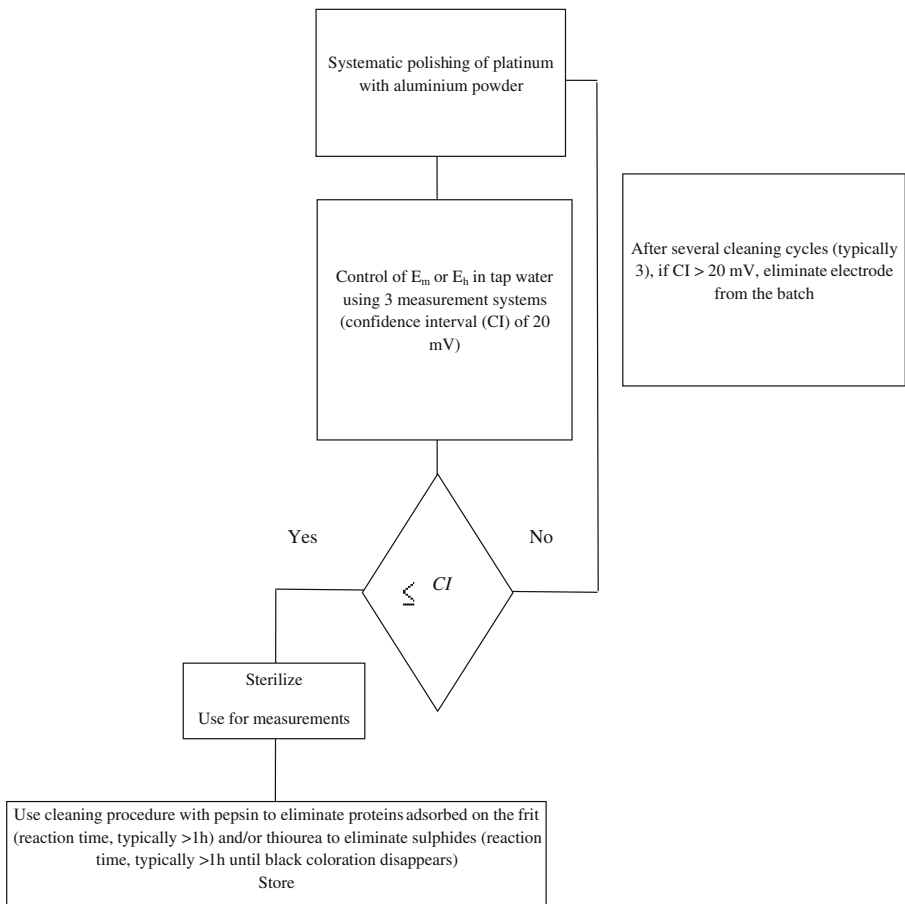 Systematic polishing of platinum
with aluminium powder
Control of Em or Eh in tap water
using 3 measurement systems
(confidence interval (CI) of 20
mV)
After several cleaning cycles (typically
3), if CI > 20 mV, eliminate electrode
from the batch
Yes
No
≤ CI
Sterilize
Use for measurements
Use cleaning procedure with pepsin to eliminate proteins adsorbed on the frit
(reaction time, typically >1h) and/or thiourea to eliminate sulphides (reaction
time, typically >1h until black coloration disappears)
Store